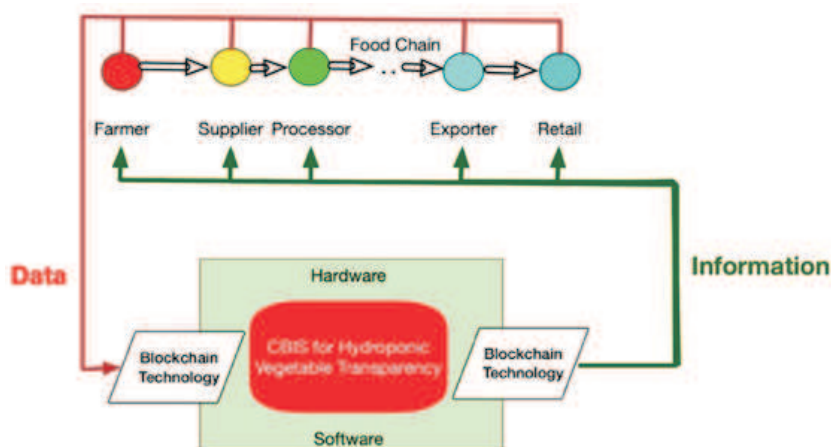 Food Chain
..
Farmer Supplier Processor Exporter Retail
Data
Information
Hardware
Blockchain
Technology
CBIS for Hydroponic
Vegetable Transparency
Blockchain
Technology
Software